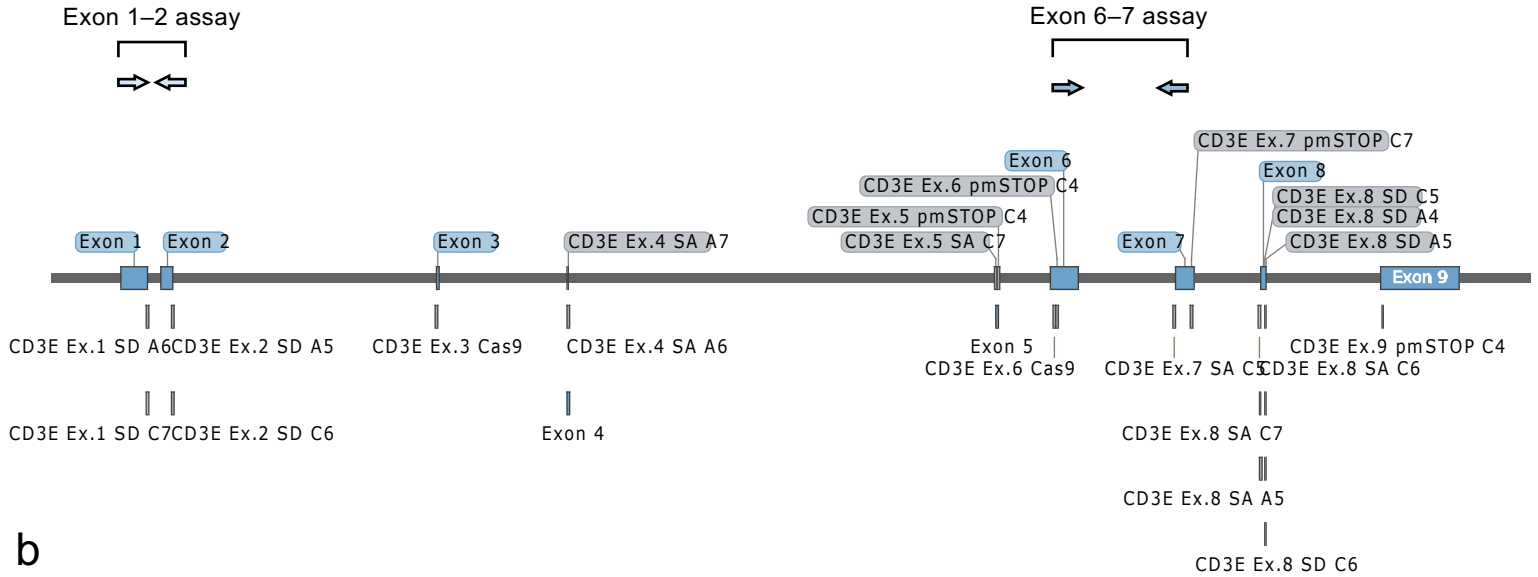 Exon 1–2 assay
Exon 6–7 assay
CD3E Ex.7 pmSTOP C7
Exon 6
Exon 8
CD3E Ex.6 pmSTOP C4
CD3E Ex.8 SD C5
CD3E Ex.5 pmSTOP C4
CD3E Ex.8 SD A4
Exon 1
Exon 2
Exon 3
CD3E Ex.4 SA A7
CD3E Ex.5 SA C7
Exon 7
CD3E Ex.8 SD A5
Exon 9
CD3E Ex.1 SD A6
CD3E Ex.2 SD A5
CD3E Ex.3 Cas9
CD3E Ex.4 SA A6
Exon 5
CD3E Ex.9 pmSTOP C4
CD3E Ex.6 Cas9
CD3E Ex.7 SA C5
CD3E Ex.8 SA C6
CD3E Ex.1 SD C7
CD3E Ex.2 SD C6
Exon 4
CD3E Ex.8 SA C7
CD3E Ex.8 SA A5
b
CD3E Ex.8 SD C6